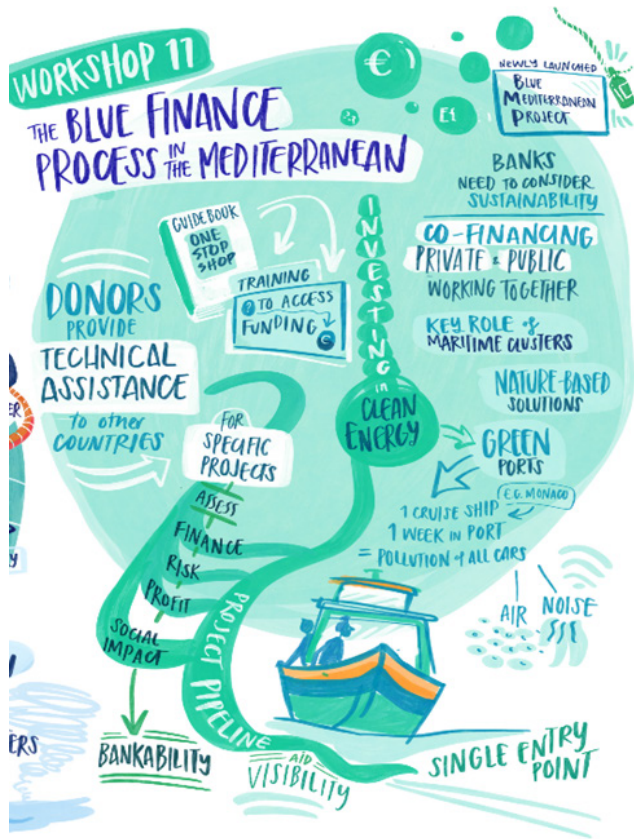 WORKSHOP 11
THE BLUE FINANCE
PROCESS IN THE MEDITERRANEAN
€
NEWLY LAUNCHED
BLUE
MEDITERRANEAN
PROJECT
BANKS
NEED TO CONSIDER
SUSTAINABILITY
CO-FINANCING
PRIVATE & PUBLIC
WORKING TOGETHER
KEY ROLE of
MARITIME CLUSTERS
NATURE-BASED
SOLUTIONS
GUIDEBOOK
ONE
STOP
SHOP
TRAINING
? TO ACCESS
FUNDING
INVESTING
in
CLEAN
ENERGY
GREEN
PORTS
E.G. MONACO
1 CRUISE SHIP
1 WEEK IN PORT
= POLLUTION of ALL CARS
AIR
NOISE
DONORS
PROVIDE
TECHNICAL
ASSISTANCE
to other
COUNTRIES
FOR
SPECIFIC
PROJECTS
ASSESS
FINANCE
RISK
PROFIT
SOCIAL
IMPACT
BANKABILITY
PROJECT PIPELINE
AID
VISIBILITY
SINGLE ENTRY
POINT
ER
ERS